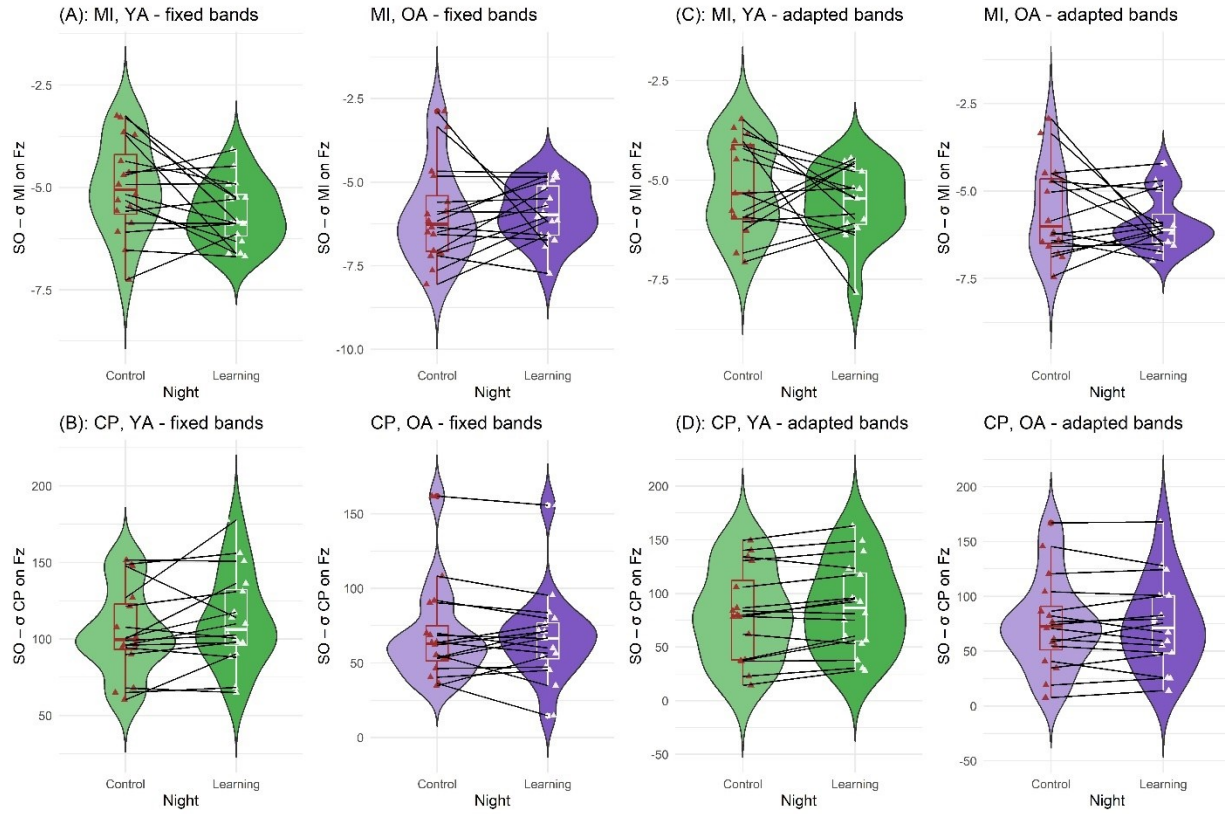 (A): MI, YA - fixed bands
SO – σ MI on Fz
-2.5
-5.0
-7.5
Control
Learning
Night
MI, OA - fixed bands
SO – σ MI on Fz
-2.5
-5.0
-7.5
-10.0
Control
Learning
Night
(C): MI, YA - adapted bands
SO – σ MI on Fz
-2.5
-5.0
-7.5
Control
Learning
Night
MI, OA - adapted bands
SO – σ MI on Fz
-2.5
-5.0
-7.5
Control
Learning
Night
(B): CP, YA - fixed bands
SO – σ CP on Fz
200
150
100
50
Control
Learning
Night
CP, OA - fixed bands
SO – σ CP on Fz
150
100
50
0
Control
Learning
Night
(D): CP, YA - adapted bands
SO – σ CP on Fz
200
150
100
50
0
-50
Control
Learning
Night
CP, OA - adapted bands
SO – σ CP on Fz
200
150
100
50
0
-50
Control
Learning
Night